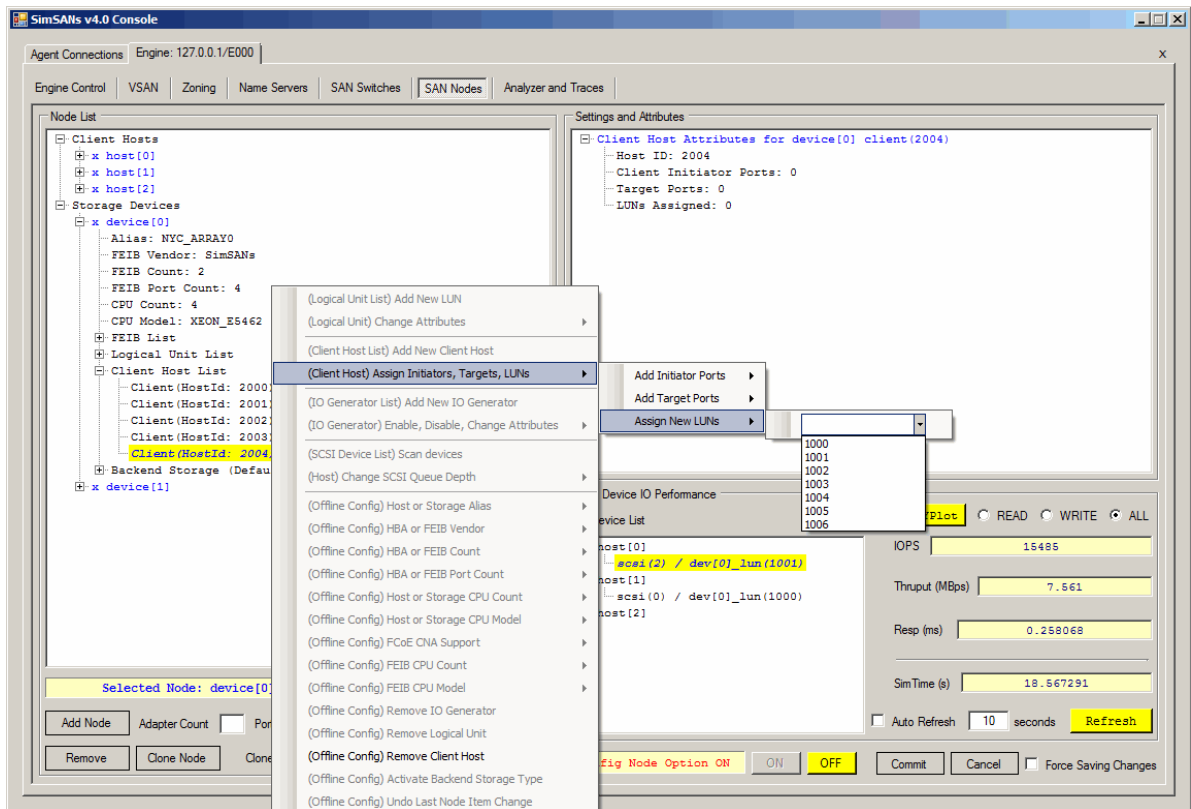 SimSANs v4.0 Console
Agent Connections
Engine: 127.0.0.1/E000
x
Engine Control
VSAN
Zoning
Name Servers
SAN Switches
SAN Nodes
Analyzer and Traces
Node List
Client Hosts
x host[0]
x host[1]
x host[2]
Storage Devices
x device[0]
Alias: NYC_ARRAY0
FEIB Vendor: SimSANs
FEIB Count: 2
FEIB Port Count: 4
CPU Count: 4
CPU Model: XEON_E5462
FEIB List
Logical Unit List
Client Host List
Client(HostId: 2000)
Client(HostId: 2001)
Client(HostId: 2002)
Client(HostId: 2003)
Client(HostId: 2004)
Backend Storage (Defau
x device[1]
Selected Node: device[0]
Add Node
Adapter Count
Por
Remove
Clone Node
Clone
Settings and Attributes
Client Host Attributes for device[0] client(2004)
Host ID: 2004
Client Initiator Ports: 0
Target Ports: 0
LUNs Assigned: 0
(Logical Unit List) Add New LUN
(Logical Unit) Change Attributes
(Client Host List) Add New Client Host
(Client Host) Assign Initiators, Targets, LUNs
(IO Generator List) Add New IO Generator
(IO Generator) Enable, Disable, Change Attributes
(SCSI Device List) Scan devices
(Host) Change SCSI Queue Depth
(Offline Config) Host or Storage Alias
(Offline Config) HBA or FEIB Vendor
(Offline Config) HBA or FEIB Count
(Offline Config) HBA or FEIB Port Count
(Offline Config) Host or Storage CPU Count
(Offline Config) Host or Storage CPU Model
(Offline Config) FCoE CNA Support
(Offline Config) FEIB CPU Count
(Offline Config) FEIB CPU Model
(Offline Config) Remove IO Generator
(Offline Config) Remove Logical Unit
(Offline Config) Remove Client Host
(Offline Config) Activate Backend Storage Type
(Offline Config) Undo Last Node Item Change
Add Initiator Ports
Add Target Ports
Assign New LUNs
1000
1001
1002
1003
1004
1005
1006
Device IO Performance
evice List
host[0]
scsi(2) / dev[0]_lun(1001)
host[1]
scsi(0) / dev[0]_lun(1000)
host[2]
Plot
READ
WRITE
ALL
IOPS
15485
Thruput (MBps)
7.561
Resp (ms)
0.258068
SimTime (s)
18.567291
Auto Refresh
10
seconds
Refresh
fig Node Option ON
ON
OFF
Commit
Cancel
Force Saving Changes